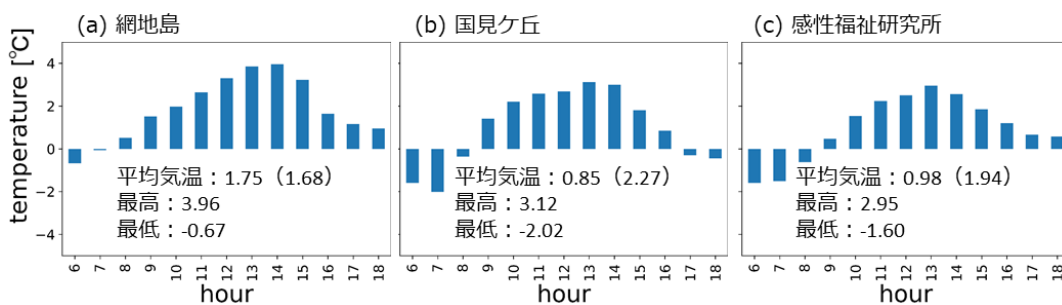 (a) 網地島
(b) 国見ケ丘
(c) 感性福祉研究所
temperature [℃]
4
2
0
−2
−4
平均気温：1.75（1.68）
最高：3.96
最低：-0.67
平均気温：0.85（2.27）
最高：3.12
最低：-2.02
平均気温：0.98（1.94）
最高：2.95
最低：-1.60
6 7 8 9 10 11 12 13 14 15 16 17 18
6 7 8 9 10 11 12 13 14 15 16 17 18
6 7 8 9 10 11 12 13 14 15 16 17 18
hour
hour
hour